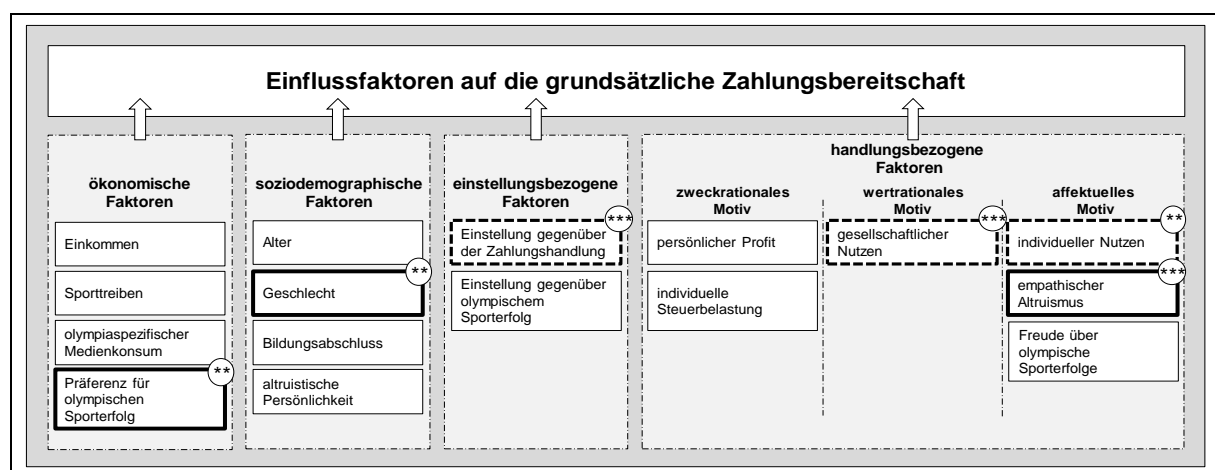 Einflussfaktoren auf die grundsätzliche Zahlungsbereitschaft
ökonomische
Faktoren
Einkommen
Sporttreiben
olympiaspezifischer
Medienkonsum
**
Präferenz für
olympischen
Sporterfolg
soziodemographische
Faktoren
Alter
**
Geschlecht
Bildungsabschluss
altruistische
Persönlichkeit
einstellungsbezogene
Faktoren
***
Einstellung gegenüber
der Zahlungshandlung
Einstellung gegenüber
olympischem
Sporterfolg
handlungsbezogene
Faktoren
zweckrationales
Motiv
persönlicher Profit
individuelle
Steuerbelastung
wertrationales
Motiv
***
gesellschaftlicher
Nutzen
affektuelles
Motiv
**
individueller Nutzen
***
empathischer
Altruismus
Freude über
olympische
Sporterfolge